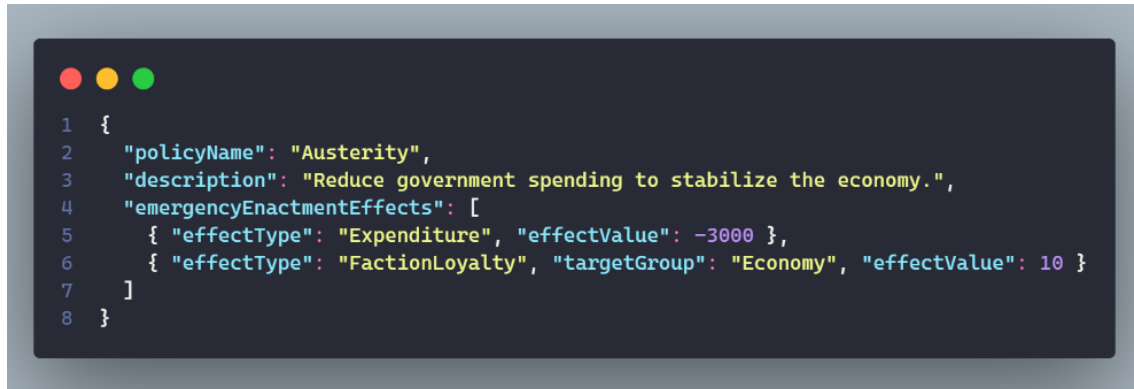 1 {
2 "policyName": "Austerity",
3 "description": "Reduce government spending to stabilize the economy.",
4 "emergencyEnactmentEffects": [
5 { "effectType": "Expenditure", "effectValue": -3000 },
6 { "effectType": "FactionLoyalty", "targetGroup": "Economy", "effectValue": 10 }
7 ]
8 }